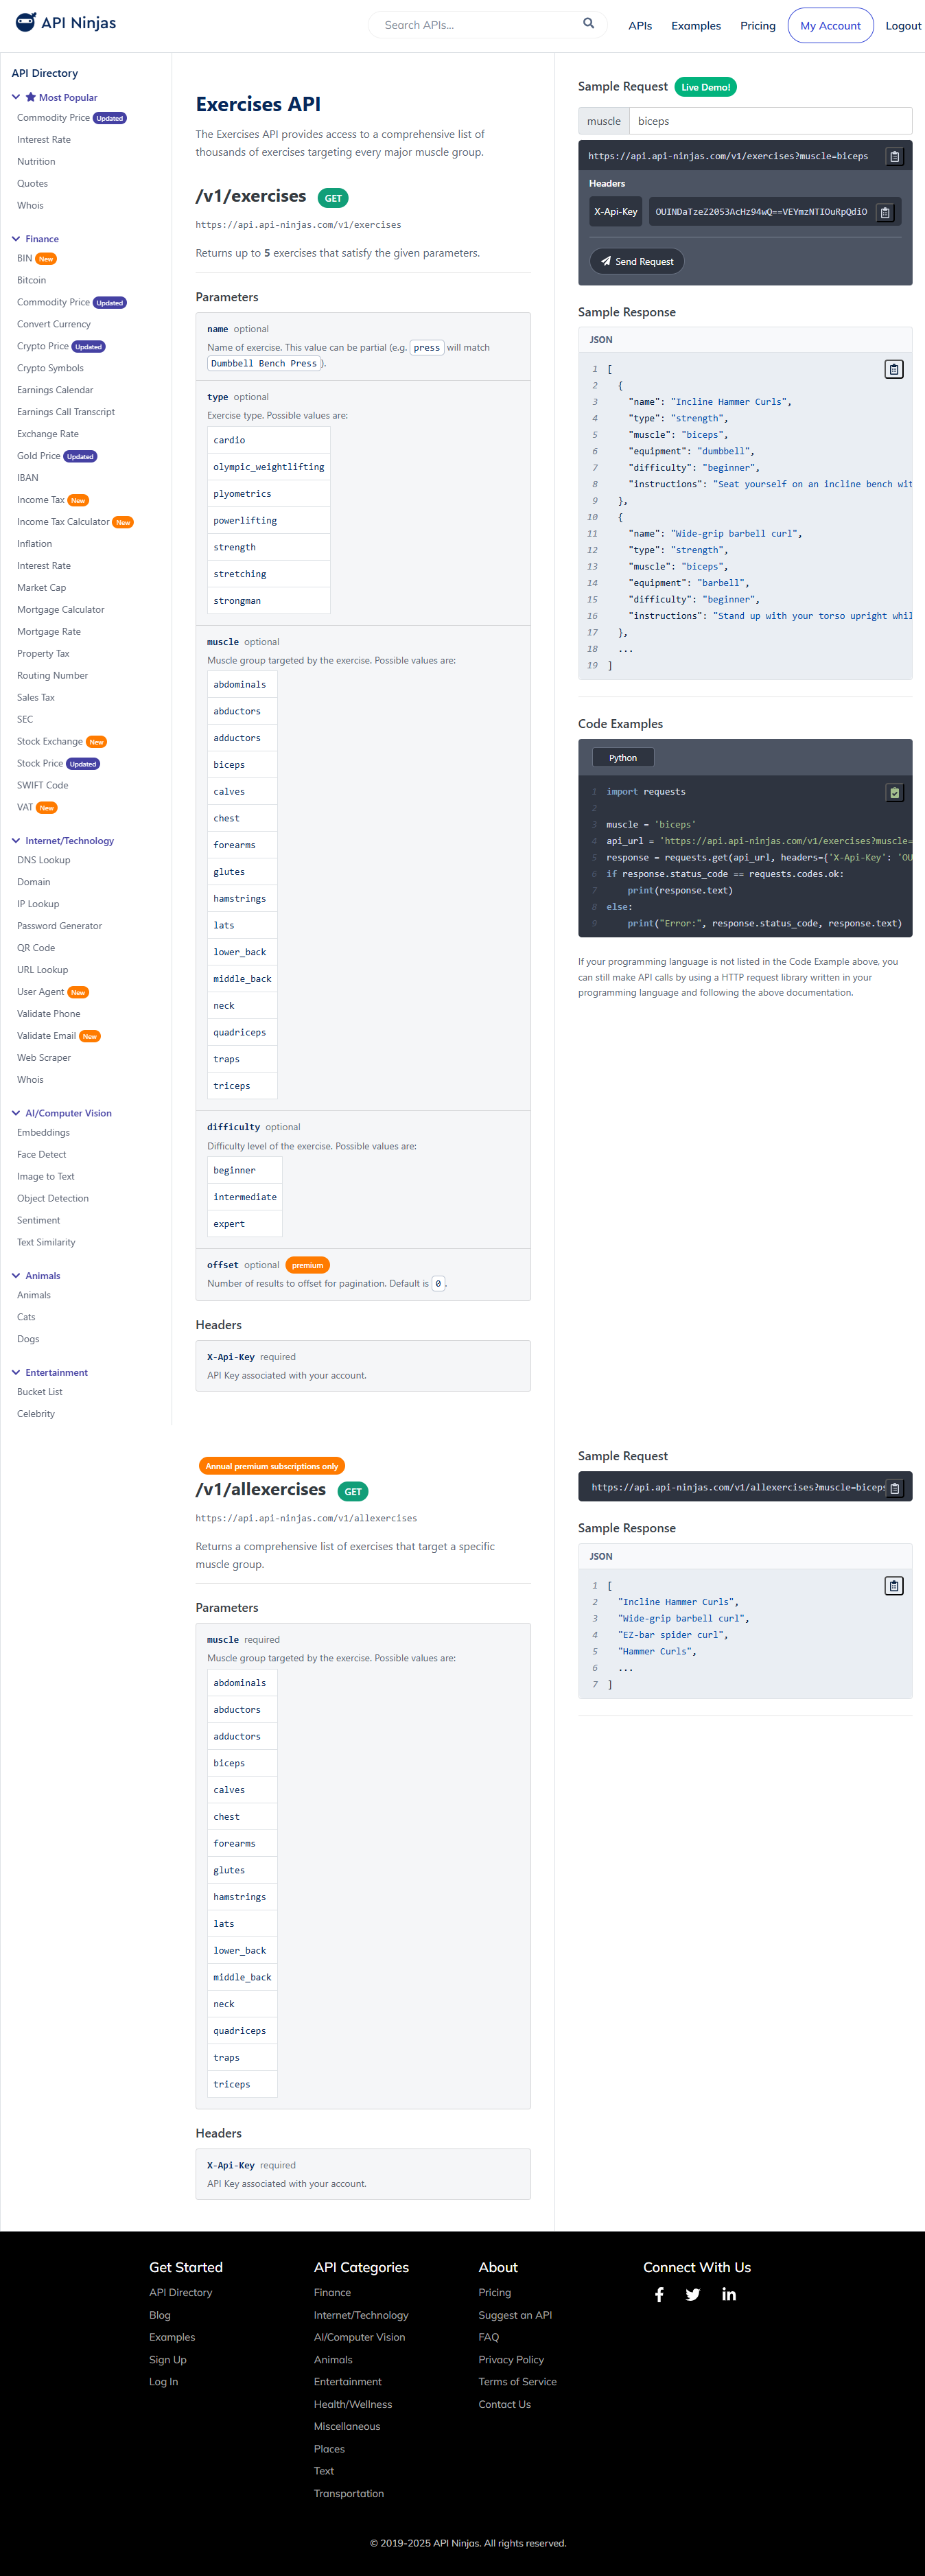 API Ninjas
Search APIs...
APIs
Examples
Pricing
My Account
Logout
API Directory
Most Popular
Commodity Price Updated
Interest Rate
Nutrition
Quotes
Whois
Finance
BIN New
Bitcoin
Commodity Price Updated
Convert Currency
Crypto Price Updated
Crypto Symbols
Earnings Calendar
Earnings Call Transcript
Exchange Rate
Gold Price Updated
IBAN
Income Tax New
Income Tax Calculator New
Inflation
Interest Rate
Market Cap
Mortgage Calculator
Mortgage Rate
Property Tax
Routing Number
Sales Tax
SEC
Stock Exchange New
Stock Price Updated
SWIFT Code
VAT New
Internet/Technology
DNS Lookup
Domain
IP Lookup
Password Generator
QR Code
URL Lookup
User Agent New
Validate Phone
Validate Email New
Web Scraper
Whois
AI/Computer Vision
Embeddings
Face Detect
Image to Text
Object Detection
Sentiment
Text Similarity
Animals
Animals
Cats
Dogs
Entertainment
Bucket List
Celebrity
Exercises API
The Exercises API provides access to a comprehensive list of
thousands of exercises targeting every major muscle group.
/v1/exercises GET
https://api.api-ninjas.com/v1/exercises
Returns up to 5 exercises that satisfy the given parameters.
Parameters
name optional
Name of exercise. This value can be partial (e.g. press will match
Dumbbell Bench Press).
type optional
Exercise type. Possible values are:
cardio
olympic_weightlifting
plyometrics
powerlifting
strength
stretching
strongman
muscle optional
Muscle group targeted by the exercise. Possible values are:
abdominals
abductors
adductors
biceps
calves
chest
forearms
glutes
hamstrings
lats
lower_back
middle_back
neck
quadriceps
traps
triceps
difficulty optional
Difficulty level of the exercise. Possible values are:
beginner
intermediate
expert
offset optional premium
Number of results to offset for pagination. Default is 0.
Headers
X-Api-Key required
API Key associated with your account.
Sample Request Live Demo!
muscle biceps
https://api.api-ninjas.com/v1/exercises?muscle=biceps
Headers
X-Api-Key OUINDaTzeZ2053AcHz94wQ==VEYmzNTIOuRpQdiO
Send Request
Sample Response
JSON
1 [
2 {
3 "name": "Incline Hammer Curls",
4 "type": "strength",
5 "muscle": "biceps",
6 "equipment": "dumbbell",
7 "difficulty": "beginner",
8 "instructions": "Seat yourself on an incline bench wit
9 },
10 {
11 "name": "Wide-grip barbell curl",
12 "type": "strength",
13 "muscle": "biceps",
14 "equipment": "barbell",
15 "difficulty": "beginner",
16 "instructions": "Stand up with your torso upright whil
17 },
18 ...
19 ]
Code Examples
Python
1 import requests
2
3 muscle = 'biceps'
4 api_url = 'https://api.api-ninjas.com/v1/exercises?muscle=
5 response = requests.get(api_url, headers={'X-Api-Key': 'OU
6 if response.status_code == requests.codes.ok:
7 print(response.text)
8 else:
9 print("Error:", response.status_code, response.text)
If your programming language is not listed in the Code Example above, you
can still make API calls by using a HTTP request library written in your
programming language and following the above documentation.
Annual premium subscriptions only
/v1/allexercises GET
https://api.api-ninjas.com/v1/allexercises
Returns a comprehensive list of exercises that target a specific
muscle group.
Parameters
muscle required
Muscle group targeted by the exercise. Possible values are:
abdominals
abductors
adductors
biceps
calves
chest
forearms
glutes
hamstrings
lats
lower_back
middle_back
neck
quadriceps
traps
triceps
Headers
X-Api-Key required
API Key associated with your account.
Sample Request
https://api.api-ninjas.com/v1/allexercises?muscle=biceps
Sample Response
JSON
1 [
2 "Incline Hammer Curls",
3 "Wide-grip barbell curl",
4 "EZ-bar spider curl",
5 "Hammer Curls",
6 ...
7 ]
Get Started
API Directory
Blog
Examples
Sign Up
Log In
API Categories
Finance
Internet/Technology
AI/Computer Vision
Animals
Entertainment
Health/Wellness
Miscellaneous
Places
Text
Transportation
About
Pricing
Suggest an API
FAQ
Privacy Policy
Terms of Service
Contact Us
Connect With Us
© 2019-2025 API Ninjas. All rights reserved.